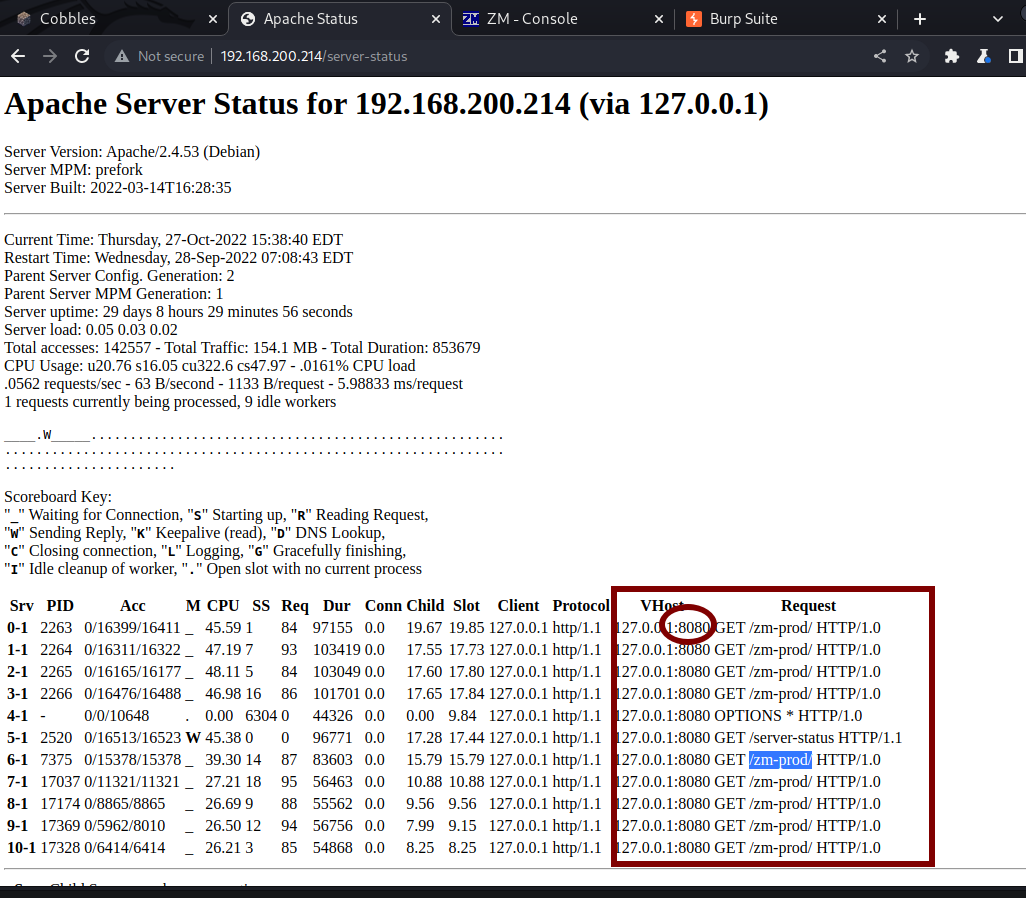 Cobbles
Apache Status
ZM - Console
Burp Suite
Not secure 192.168.200.214/server-status
Apache Server Status for 192.168.200.214 (via 127.0.0.1)
Server Version: Apache/2.4.53 (Debian)
Server MPM: prefork
Server Built: 2022-03-14T16:28:35
Current Time: Thursday, 27-Oct-2022 15:38:40 EDT
Restart Time: Wednesday, 28-Sep-2022 07:08:43 EDT
Parent Server Config. Generation: 2
Parent Server MPM Generation: 1
Server uptime: 29 days 8 hours 29 minutes 56 seconds
Server load: 0.05 0.03 0.02
Total accesses: 142557 - Total Traffic: 154.1 MB - Total Duration: 853679
CPU Usage: u20.76 s16.05 cu322.6 cs47.97 - .0161% CPU load
.0562 requests/sec - 63 B/second - 1133 B/request - 5.98833 ms/request
1 requests currently being processed, 9 idle workers
____.W_____.....................................................
................................................................
......................
Scoreboard Key:
"_" Waiting for Connection, "S" Starting up, "R" Reading Request,
"W" Sending Reply, "K" Keepalive (read), "D" DNS Lookup,
"C" Closing connection, "L" Logging, "G" Gracefully finishing,
"I" Idle cleanup of worker, "." Open slot with no current process
Srv PID Acc M CPU SS Req Dur Conn Child Slot Client Protocol VHost Request
0-1 2263 0/16399/16411 _ 45.59 1 84 97155 0.0 19.67 19.85 127.0.0.1 http/1.1 127.0.0.1:8080 GET /zm-prod/ HTTP/1.0
1-1 2264 0/16311/16322 _ 47.19 7 93 103419 0.0 17.55 17.73 127.0.0.1 http/1.1 127.0.0.1:8080 GET /zm-prod/ HTTP/1.0
2-1 2265 0/16165/16177 _ 48.11 5 84 103049 0.0 17.60 17.80 127.0.0.1 http/1.1 127.0.0.1:8080 GET /zm-prod/ HTTP/1.0
3-1 2266 0/16476/16488 _ 46.98 16 86 101701 0.0 17.65 17.84 127.0.0.1 http/1.1 127.0.0.1:8080 GET /zm-prod/ HTTP/1.0
4-1 - 0/0/10648 . 0.00 6304 0 44326 0.0 0.00 9.84 127.0.0.1 http/1.1 127.0.0.1:8080 OPTIONS * HTTP/1.0
5-1 2520 0/16513/16523 W 45.38 0 0 96771 0.0 17.28 17.44 127.0.0.1 http/1.1 127.0.0.1:8080 GET /server-status HTTP/1.1
6-1 7375 0/15378/15378 _ 39.30 14 87 83603 0.0 15.79 15.79 127.0.0.1 http/1.1 127.0.0.1:8080 GET /zm-prod/ HTTP/1.0
7-1 17037 0/11321/11321 _ 27.21 18 95 56463 0.0 10.88 10.88 127.0.0.1 http/1.1 127.0.0.1:8080 GET /zm-prod/ HTTP/1.0
8-1 17174 0/8865/8865 _ 26.69 9 88 55562 0.0 9.56 9.56 127.0.0.1 http/1.1 127.0.0.1:8080 GET /zm-prod/ HTTP/1.0
9-1 17369 0/5962/8010 _ 26.50 12 94 56756 0.0 7.99 9.15 127.0.0.1 http/1.1 127.0.0.1:8080 GET /zm-prod/ HTTP/1.0
10-1 17328 0/6414/6414 _ 26.21 3 85 54868 0.0 8.25 8.25 127.0.0.1 http/1.1 127.0.0.1:8080 GET /zm-prod/ HTTP/1.0